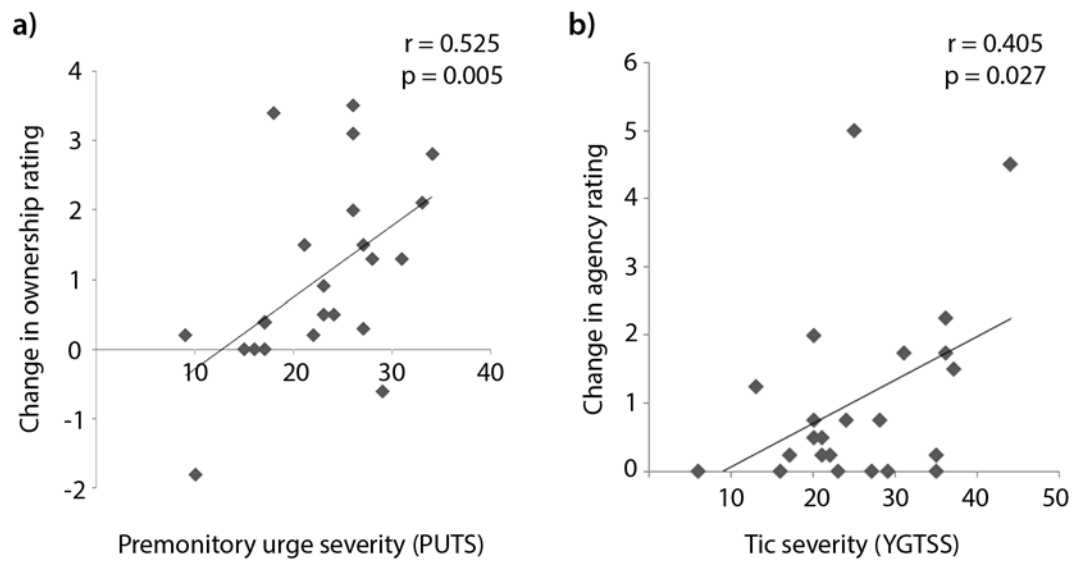 a)
r = 0.525
p = 0.005
4
3
2
1
0
-1
-2
10 20 30 40
Change in ownership rating
Premonitory urge severity (PUTS)
b)
r = 0.405
p = 0.027
6
5
4
3
2
1
0
10 20 30 40 50
Change in agency rating
Tic severity (YGTSS)